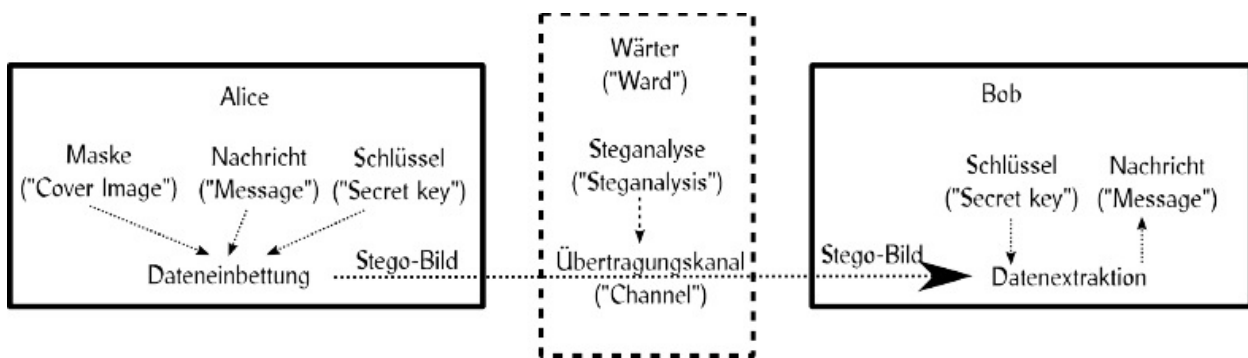 Alice
Maske
("Cover Image")
Nachricht
("Message")
Schlüssel
("Secret key")
Dateneinbettung
Stego-Bild
Wärter
("Ward")
Steganalyse
("Steganalysis")
Übertragungskanal
("Channel")
Stego-Bild
Bob
Schlüssel
("Secret key")
Nachricht
("Message")
Datenextraktion